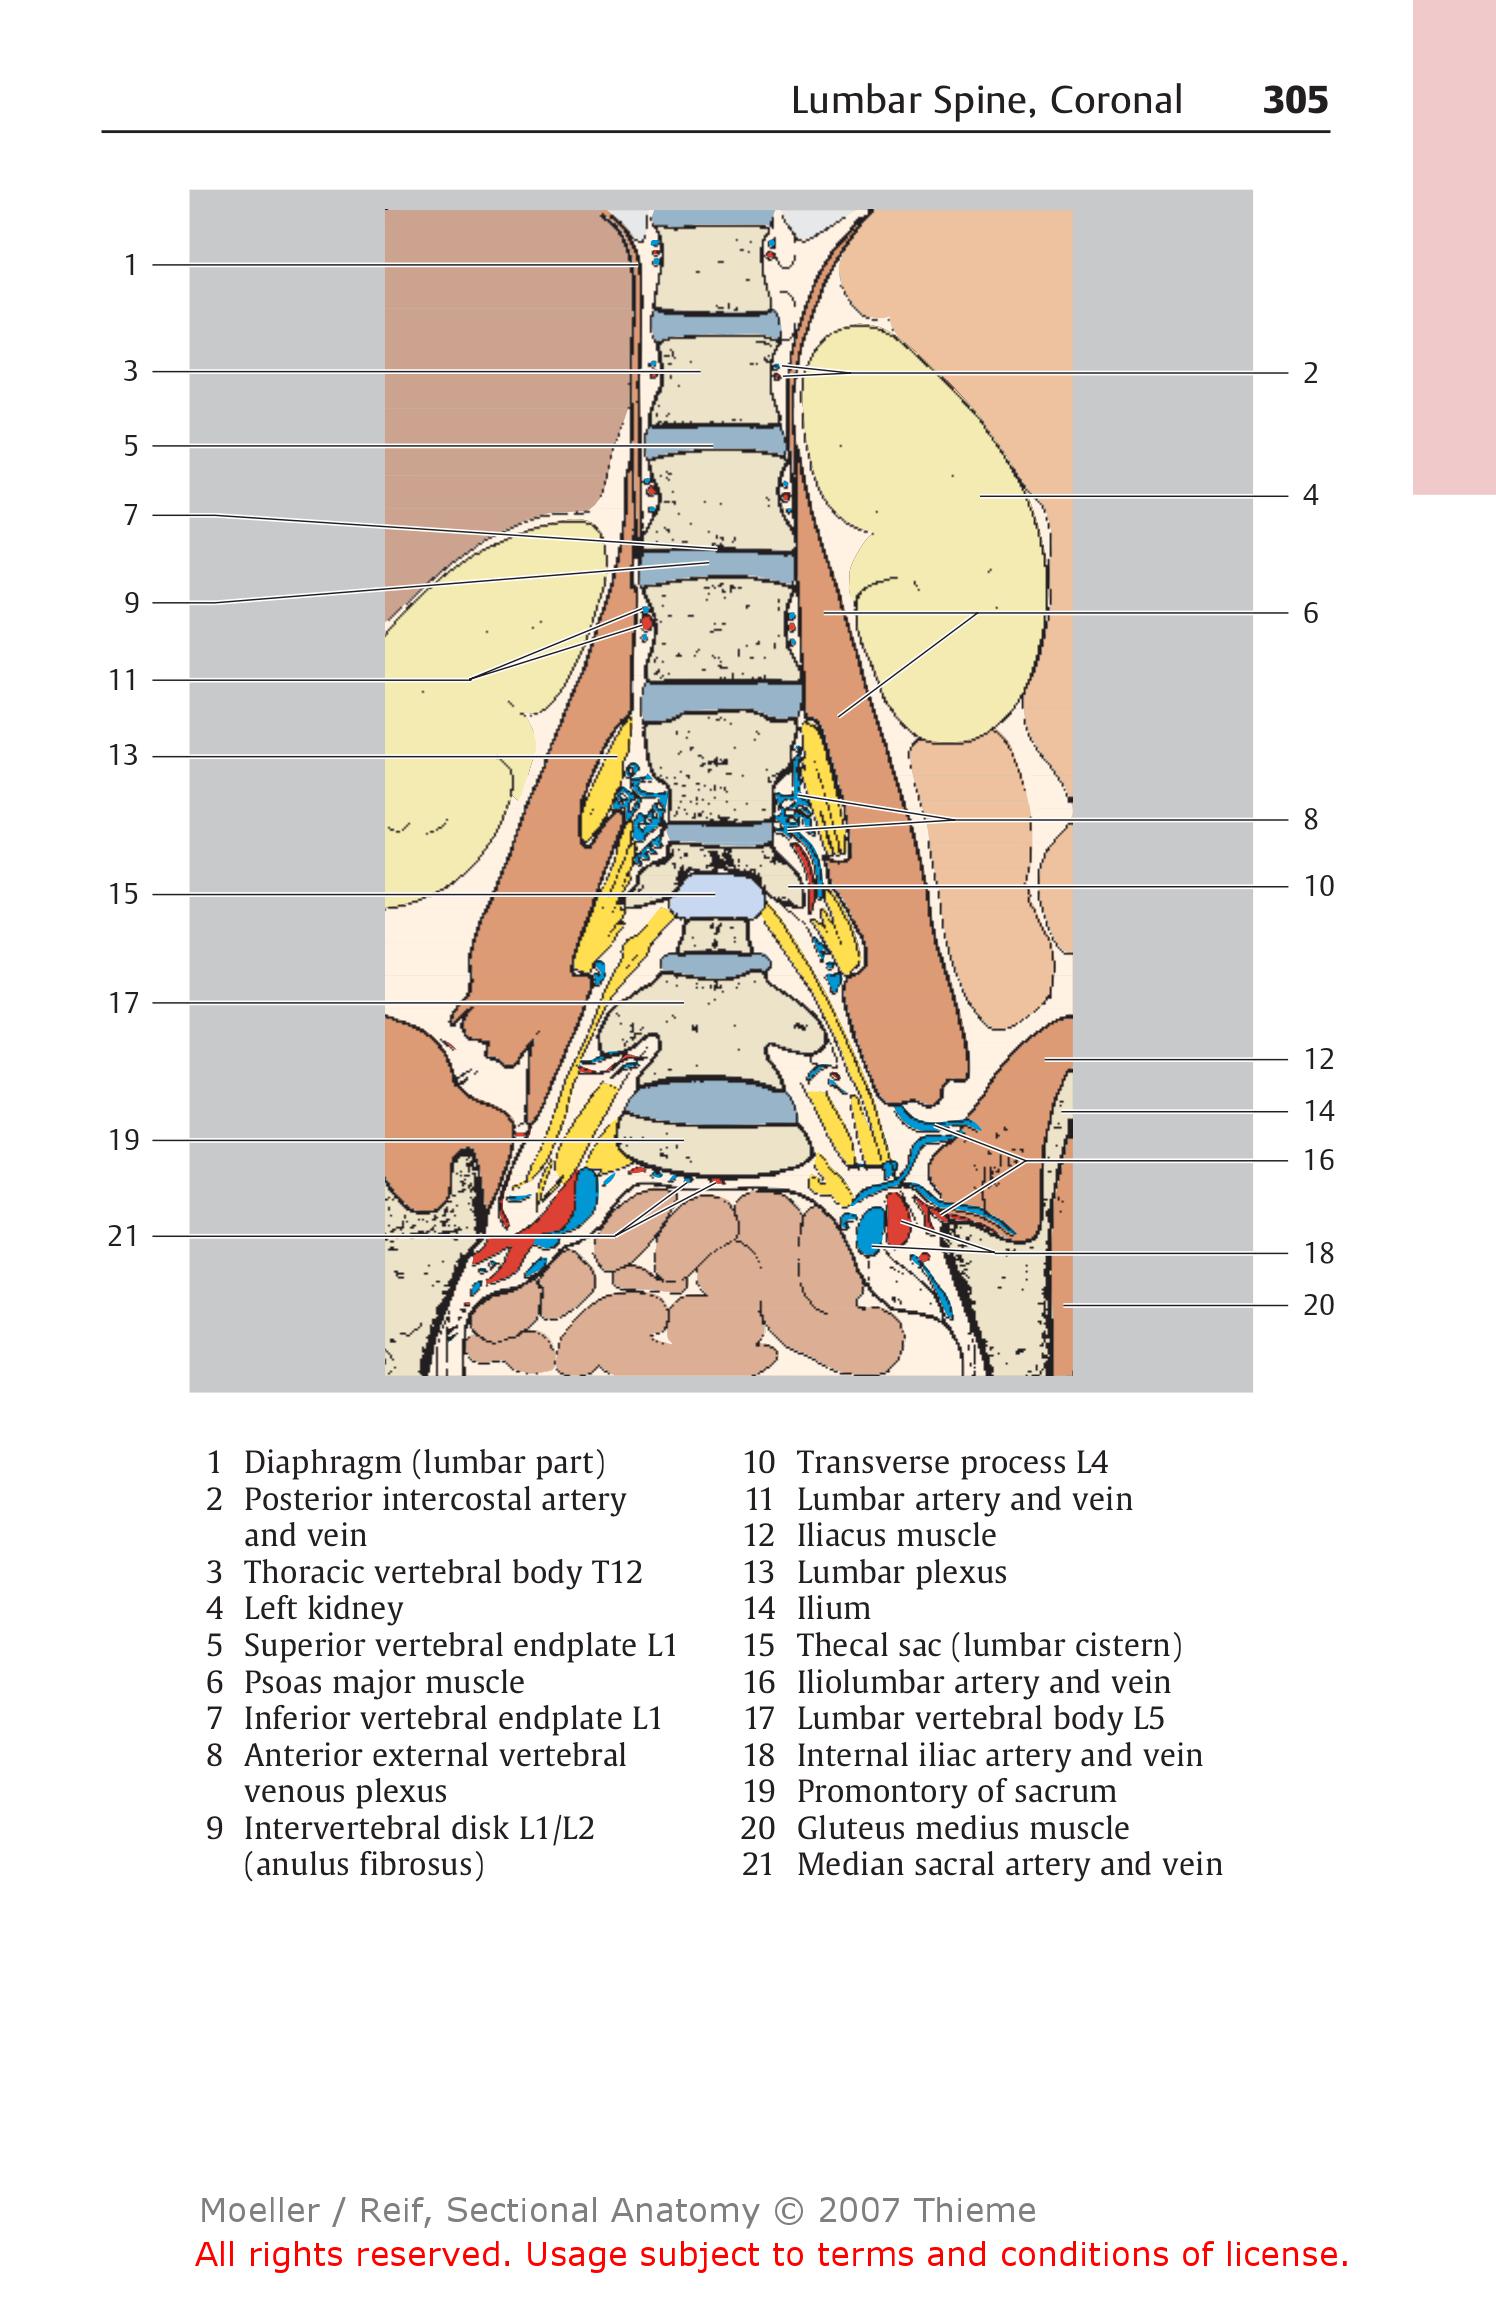 Lumbar Spine, Coronal 305
1
3
2
5
4
7
9
6
11
13
8
10
15
17
12
14
19
16
21
18
20
1 Diaphragm (lumbar part)
2 Posterior intercostal artery
and vein
3 Thoracic vertebral body T12
4 Left kidney
5 Superior vertebral endplate L1
6 Psoas major muscle
7 Inferior vertebral endplate L1
8 Anterior external vertebral
venous plexus
9 Intervertebral disk L1/L2
(anulus fibrosus)
10 Transverse process L4
11 Lumbar artery and vein
12 Iliacus muscle
13 Lumbar plexus
14 Ilium
15 Thecal sac (lumbar cistern)
16 Iliolumbar artery and vein
17 Lumbar vertebral body L5
18 Internal iliac artery and vein
19 Promontory of sacrum
20 Gluteus medius muscle
21 Median sacral artery and vein
Moeller / Reif, Sectional Anatomy © 2007 Thieme
All rights reserved. Usage subject to terms and conditions of license.